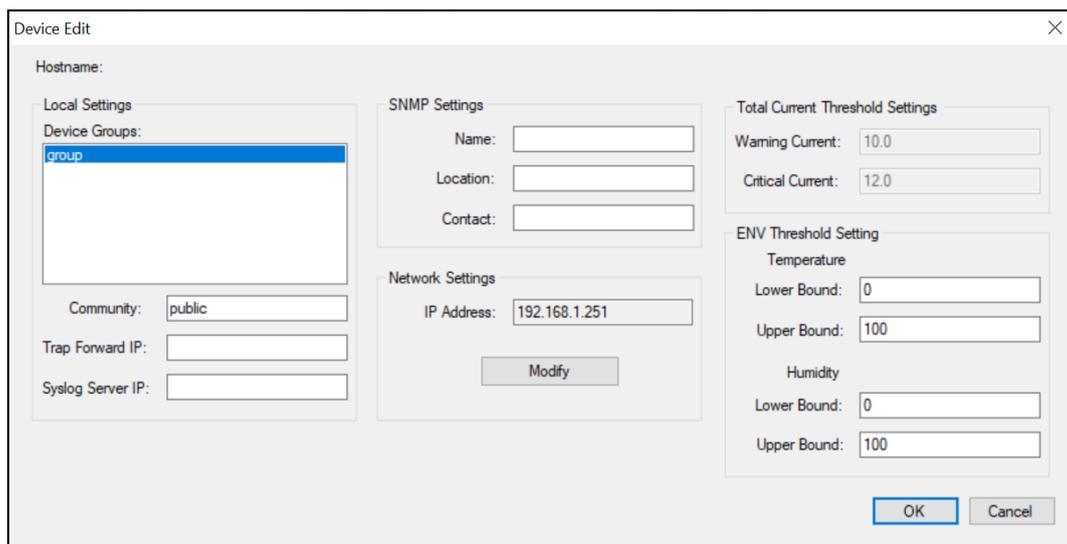 Device Edit
Hostname:
Local Settings
Device Groups:
group
Community: public
Trap Forward IP:
Syslog Server IP:
SNMP Settings
Name:
Location:
Contact:
Network Settings
IP Address: 192.168.1.251
Modify
Total Current Threshold Settings
Warning Current: 10.0
Critical Current: 12.0
ENV Threshold Setting
Temperature
Lower Bound: 0
Upper Bound: 100
Humidity
Lower Bound: 0
Upper Bound: 100
OK Cancel